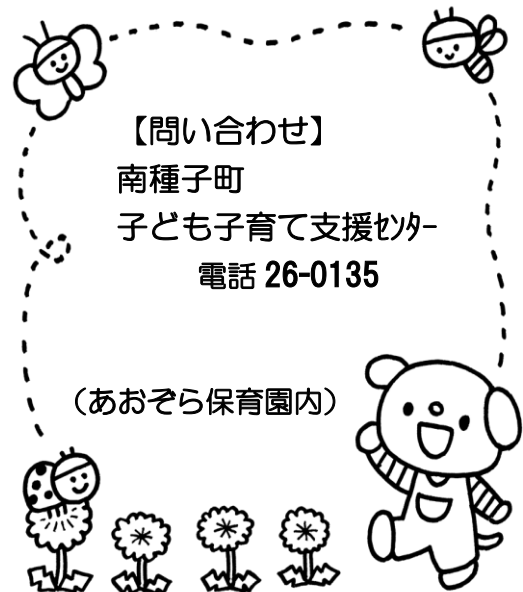 【問い合わせ】
南種子町
子ども子育て支援ｾﾝﾀｰ
電話 26-0135
（あおぞら保育園内）